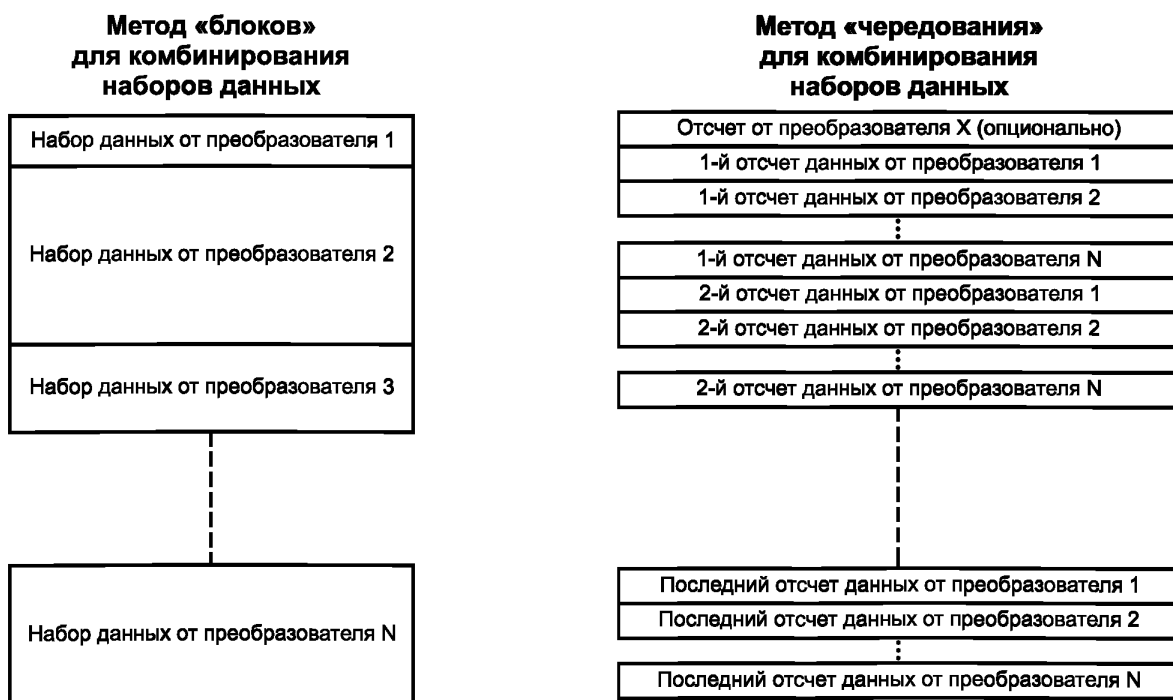 Метод «блоков»
для комбинирования
наборов данных
Набор данных от преобразователя 1
Набор данных от преобразователя 2
Набор данных от преобразователя 3
Набор данных от преобразователя N
Метод «чередования»
для комбинирования
наборов данных
Отсчет от преобразователя X (опционально)
1-й отсчет данных от преобразователя 1
1-й отсчет данных от преобразователя 2
1-й отсчет данных от преобразователя N
2-й отсчет данных от преобразователя 1
2-й отсчет данных от преобразователя 2
2-й отсчет данных от преобразователя N
Последний отсчет данных от преобразователя 1
Последний отсчет данных от преобразователя 2
Последний отсчет данных от преобразователя N